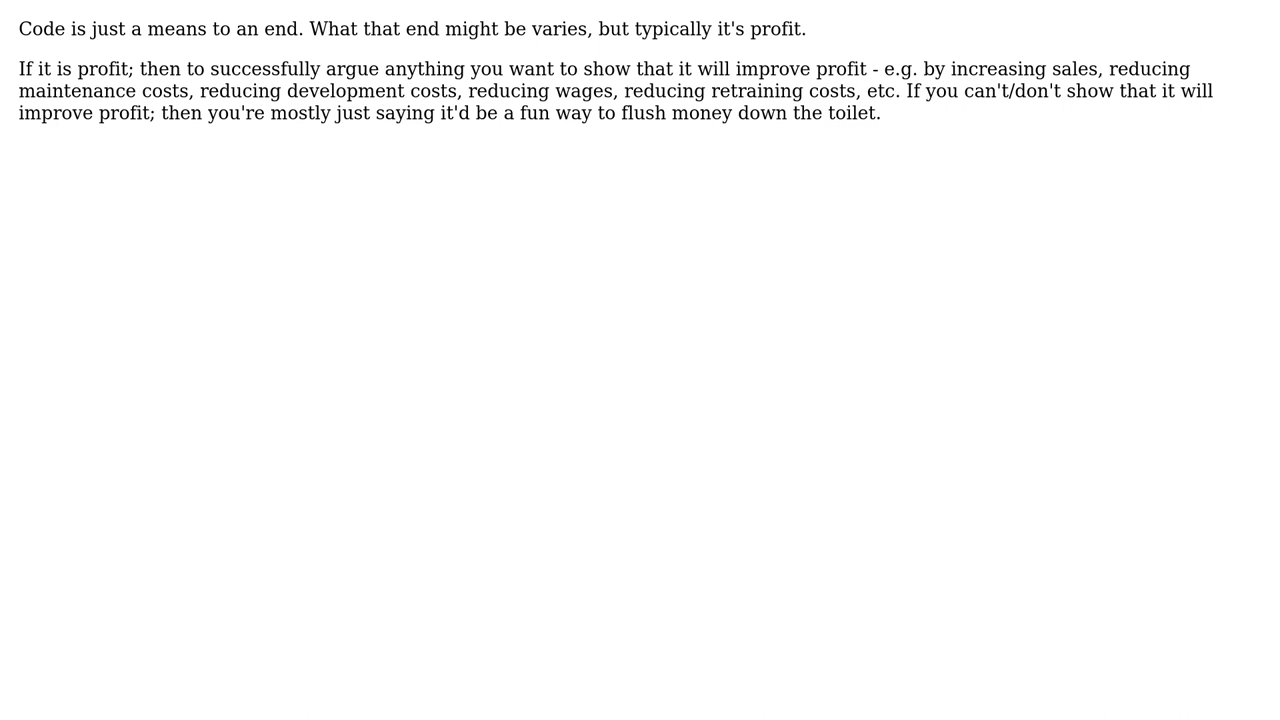 Code is just a means to an end. What that end might be varies, but typically it's profit.
If it is profit; then to successfully argue anything you want to show that it will improve profit - e.g. by increasing sales, reducing
maintenance costs, reducing development costs, reducing wages, reducing retraining costs, etc. If you can't/don't show that it will
improve profit; then you're mostly just saying it'd be a fun way to flush money down the toilet.